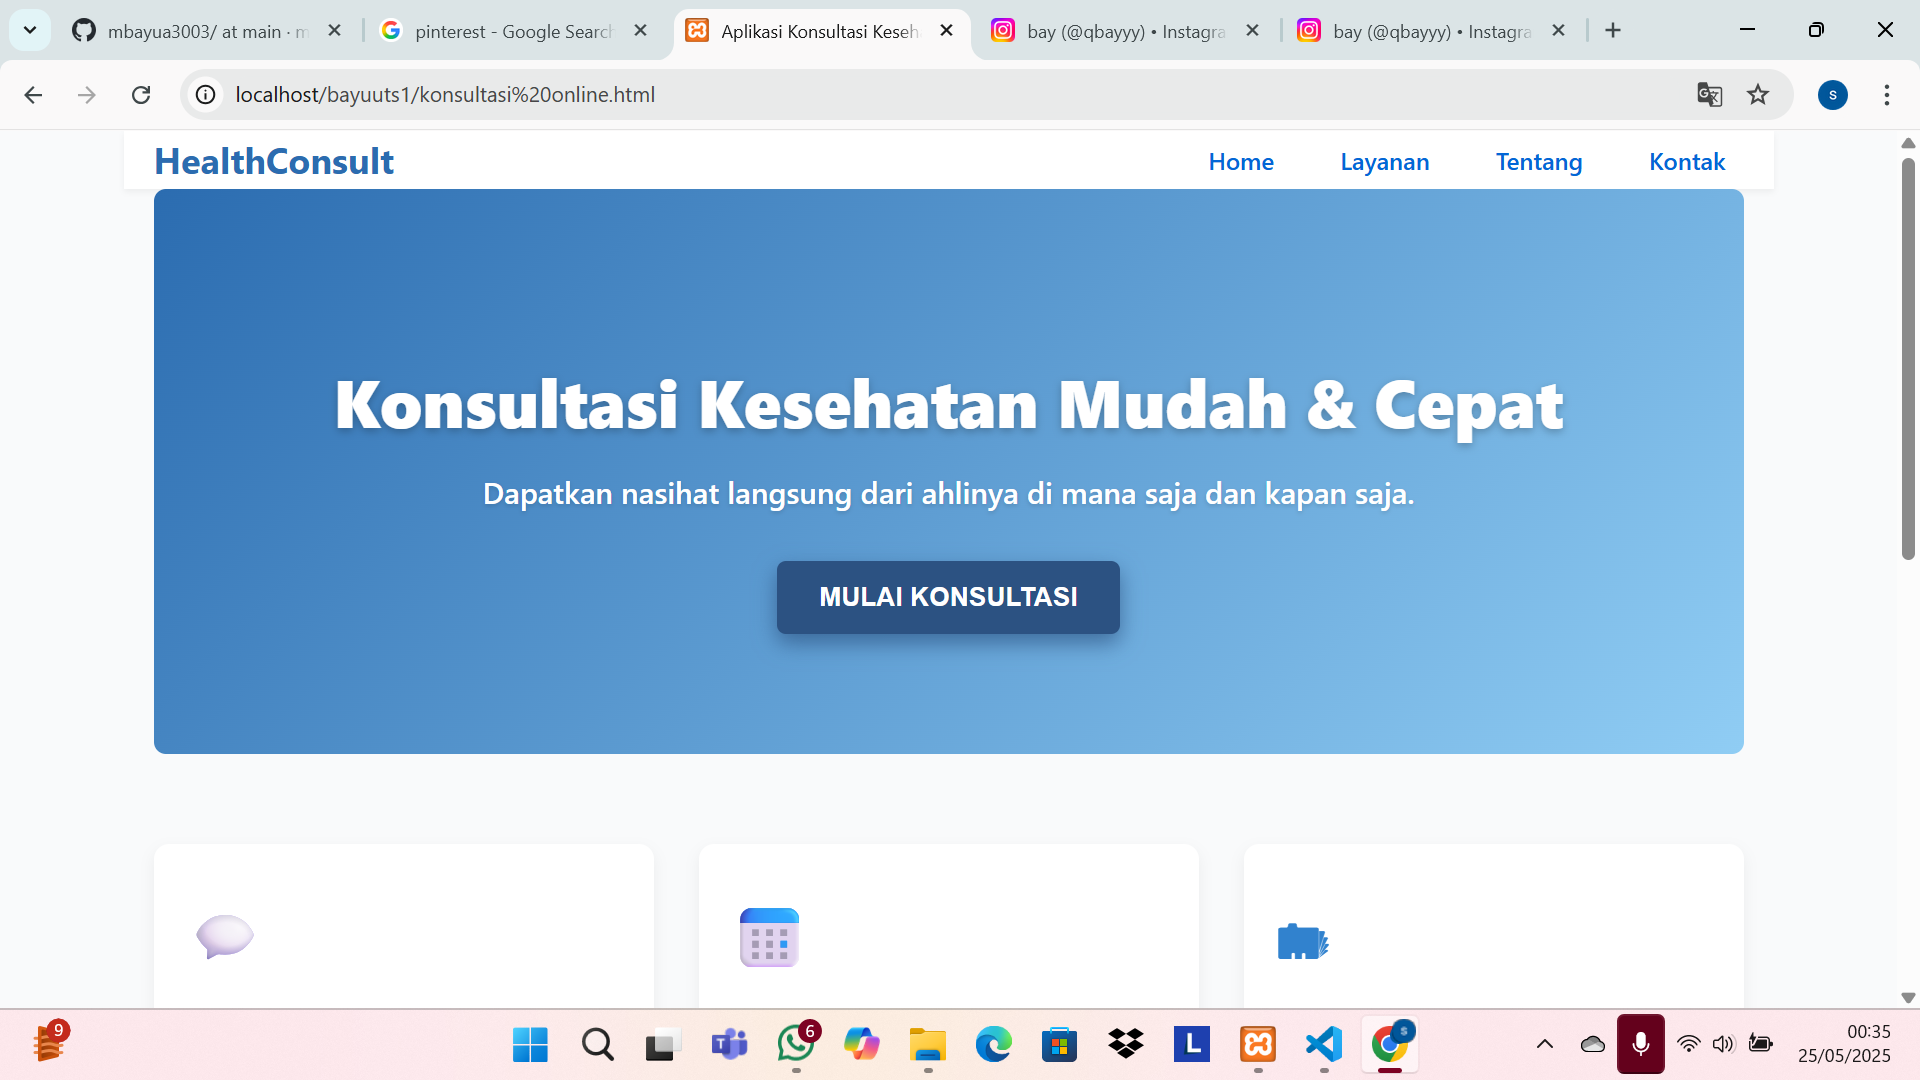 mbayua3003/ at main · m
pinterest - Google Search
Aplikasi Konsultasi Keseh
bay (@qbayyy) • Instagra
bay (@qbayyy) • Instagra
localhost/bayuuts1/konsultasi%20online.html
S
HealthConsult
Home
Layanan
Tentang
Kontak
Konsultasi Kesehatan Mudah & Cepat
Dapatkan nasihat langsung dari ahlinya di mana saja dan kapan saja.
MULAI KONSULTASI
9
6
L
S
00:35
25/05/2025